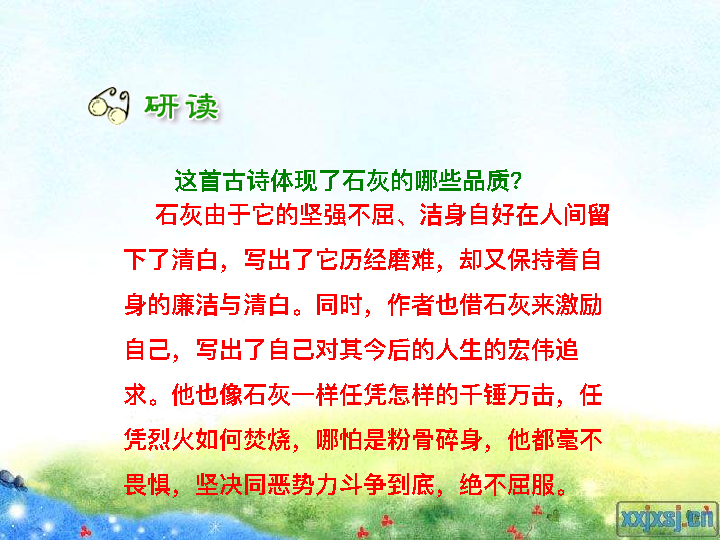 研读
这首古诗体现了石灰的哪些品质?
石灰由于它的坚强不屈、洁身自好在人间留
下了清白，写出了它历经磨难，却又保持着自
身的廉洁与清白。同时，作者也借石灰来激励
自己，写出了自己对其今后的人生的宏伟追
求。他也像石灰一样任凭怎样的千锤万击，任
凭烈火如何焚烧，哪怕是粉骨碎身，他都毫不
畏惧，坚决同恶势力斗争到底，绝不屈服。
xxjxsj.cn